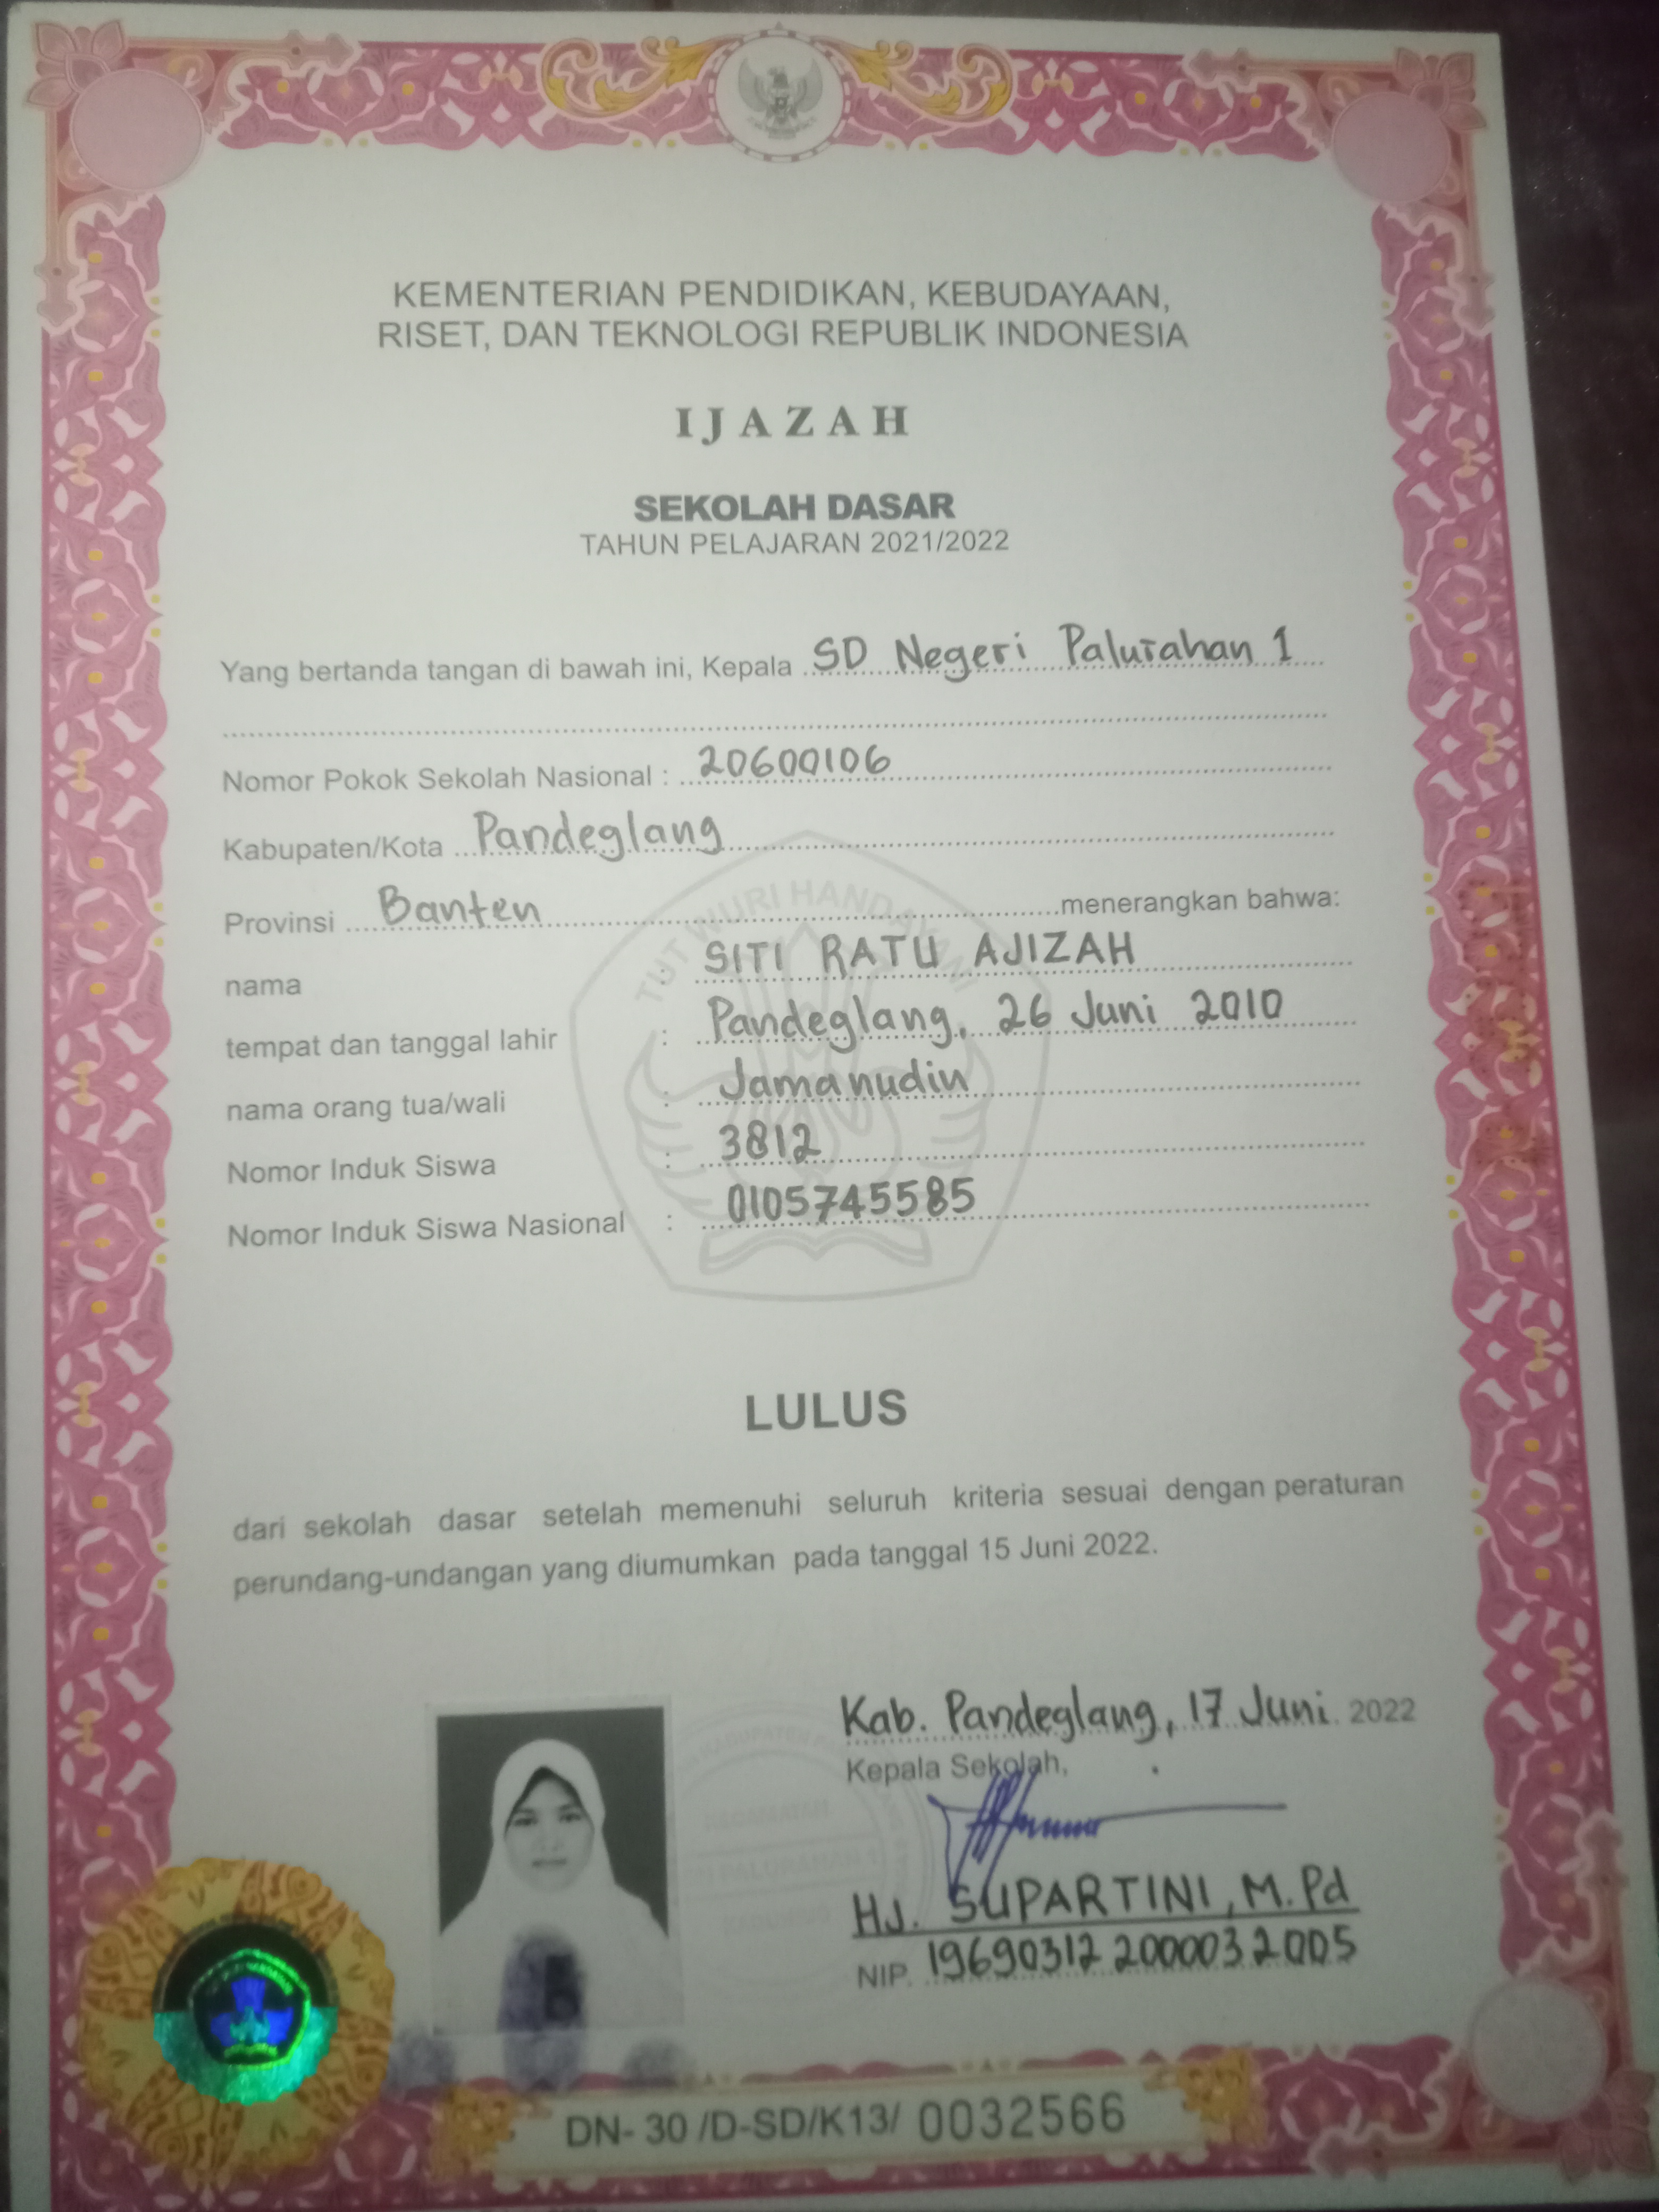 KEMENTERIAN PENDIDIKAN, KEBUDAYAAN,
RISET, DAN TEKNOLOGI REPUBLIK INDONESIA
IJAZAH
SEKOLAH DASAR
TAHUN PELAJARAN 2021/2022
Yang bertanda tangan di bawah ini, Kepala SD Negeri Palurahan 1
Nomor Pokok Sekolah Nasional : 20600106
Kabupaten/Kota Pandeglang
Provinsi Banten menerangkan bahwa:
nama : SITI RATU AJIZAH
tempat dan tanggal lahir : Pandeglang, 26 Juni 2010
nama orang tua/wali : Jamanudin
Nomor Induk Siswa : 3812
Nomor Induk Siswa Nasional : 0105745585
TUT WURI HANDAYANI
LULUS
dari sekolah dasar setelah memenuhi seluruh kriteria sesuai dengan peraturan
perundang-undangan yang diumumkan pada tanggal 15 Juni 2022.
Kab. Pandeglang, 17 Juni 2022
Kepala Sekolah,
HJ. SUPARTINI, M.Pd
NIP. 19690312 200003 2 005
DN- 30 /D-SD/K13/ 0032566